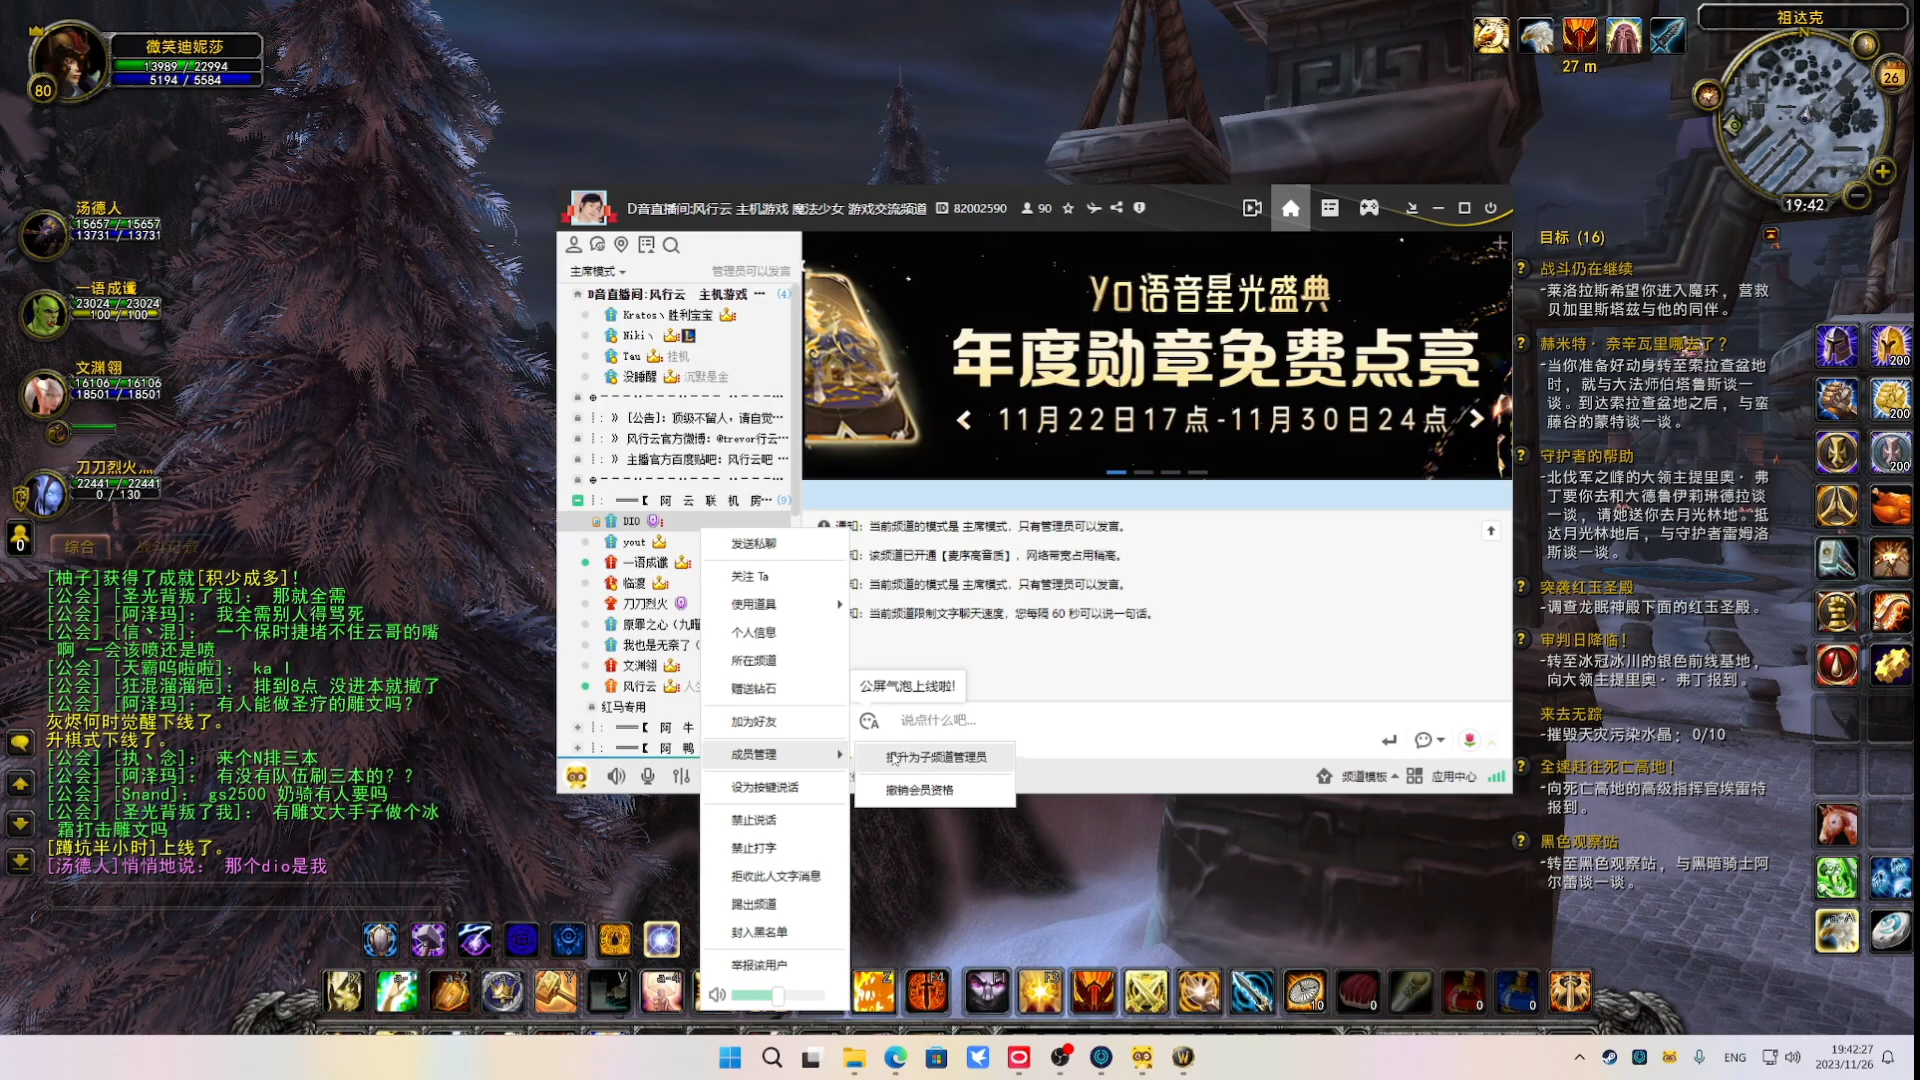 微笑迪妮莎
13989 / 22994
5194 / 5584
80
汤德人
15657 / 15657
13731 / 13731
一语成谶
23024 / 23024
100 / 100
文渊翎
16106 / 16106
18501 / 18501
刀刀烈火灬
22441 / 22441
0 / 130
0
综合
战斗记录
[柚子]获得了成就[积少成多]!
[公会] [圣光背叛了我]: 那就全需
[公会] [阿泽玛]: 我全需别人得骂死
[公会] [信丶混]: 一个保时捷堵不住云哥的嘴
啊 一会该喷还是喷
[公会] [天霸呜啦啦]: ka l
[公会] [狂混溜溜疤]: 排到8点 没进本就撤了
[公会] [阿泽玛]: 有人能做圣疗的雕文吗?
灰烬何时觉醒下线了。
升棋式下线了。
[公会] [执丶念]: 来个N排三本
[公会] [阿泽玛]: 有没有队伍刷三本的? ?
[公会] [Snand]: gs2500 奶骑有人要吗
[公会] [圣光背叛了我]: 有雕文大手子做个冰
霜打击雕文吗
[蹲坑半小时]上线了。
[汤德人]悄悄地说: 那个dio是我
D音直播间:风行云 主机游戏 魔法少女 游戏交流频道 ID 82002590 90
主席模式
管理员可以发言
D音直播间:风行云 主机游戏 … (4)
Kratos丶胜利宝宝
Niki丶
Tau 挂机
没睡醒 沉默是金
》 [公告]: 顶级不留人, 请自觉…
》 风行云官方微博: @trevor行云…
》 主播官方百度贴吧: 风行云吧 …
【 阿 云 联 机 房… (9)
DIO
yout
一语成谶
临渡
刀刀烈火
原罪之心（九曜
我也是无奈了（
文渊翎
风行云
红马专用
【 阿 牛
【 阿 鸭
Yo语音星光盛典
年度勋章免费点亮
11月22日17点-11月30日24点
通知: 当前频道的模式是 主席模式, 只有管理员可以发言。
知: 该频道已开通【麦序高音质】, 网络带宽占用稍高。
知: 当前频道的模式是 主席模式, 只有管理员可以发言。
知: 当前频道限制文字聊天速度, 您每隔 60 秒可以说一句话。
公屏气泡上线啦!
说点什么吧...
频道模板
应用中心
发送私聊
关注 Ta
使用道具
个人信息
所在频道
赠送钻石
加为好友
成员管理
设为按键说话
禁止说话
禁止打字
拒收此人文字消息
踢出频道
封入黑名单
举报该用户
提升为子频道管理员
撤销会员资格
27 m
祖达克
N
26
19:42
目标 (16)
战斗仍在继续
-莱洛拉斯希望你进入魔环, 营救
贝加里斯塔兹与他的同伴。
赫米特·奈辛瓦里哪去了?
-当你准备好动身转至索拉查盆地
时, 就与大法师伯塔鲁斯谈一
谈。到达索拉查盆地之后, 与蛮
藤谷的蒙特谈一谈。
守护者的帮助
-北伐军之峰的大领主提里奥·弗
丁要你去和大德鲁伊莉琳德拉谈
一谈, 请她送你去月光林地。抵
达月光林地后, 与守护者雷姆洛
斯谈一谈。
突袭红玉圣殿
-调查龙眠神殿下面的红玉圣殿。
审判日降临!
-转至冰冠冰川的银色前线基地,
向大领主提里奥·弗丁报到。
来去无踪
-摧毁天灾污染水晶: 0/10
全速赶往死亡高地!
-向死亡高地的高级指挥官埃雷特
报到。
黑色观察站
-转至黑色观察站, 与黑暗骑士阿
尔蕾谈一谈。
200
200
200
Y
V
Z
F4
F1
F3
10
0
0
0
ENG
19:42:27
2023/11/26